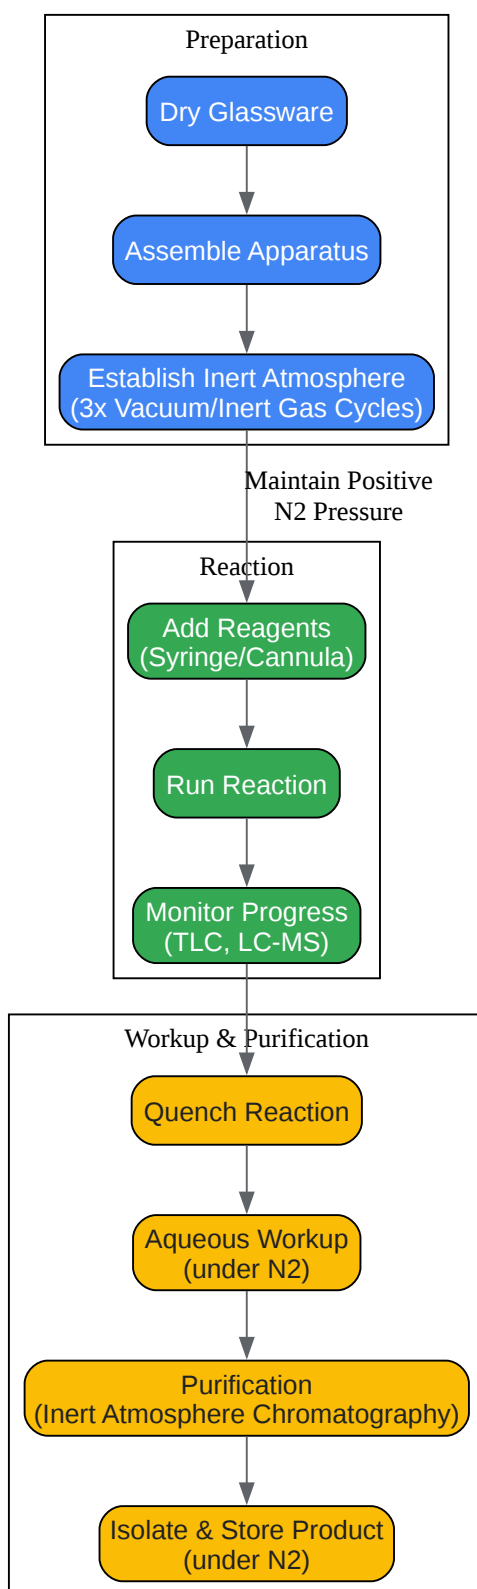 Preparation
Dry Glassware
Assemble Apparatus
Establish Inert Atmosphere
(3x Vacuum/Inert Gas Cycles)
Maintain Positive
N2 Pressure
Reaction
Add Reagents
(Syringe/Cannula)
Run Reaction
Monitor Progress
(TLC, LC-MS)
Workup & Purification
Quench Reaction
Aqueous Workup
(under N2)
Purification
(Inert Atmosphere Chromatography)
Isolate & Store Product
(under N2)